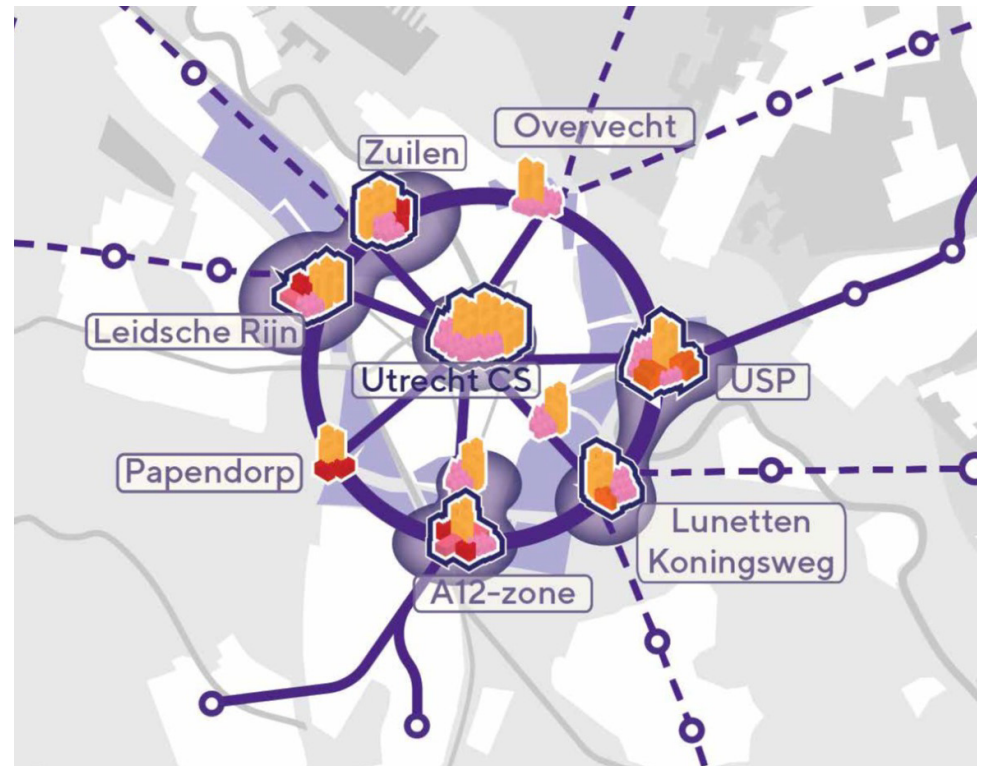 Overvecht
Zuilen
Leidsche Rijn
Utrecht CS
USP
Papendorp
Lunetten
Koningsweg
A12-zone